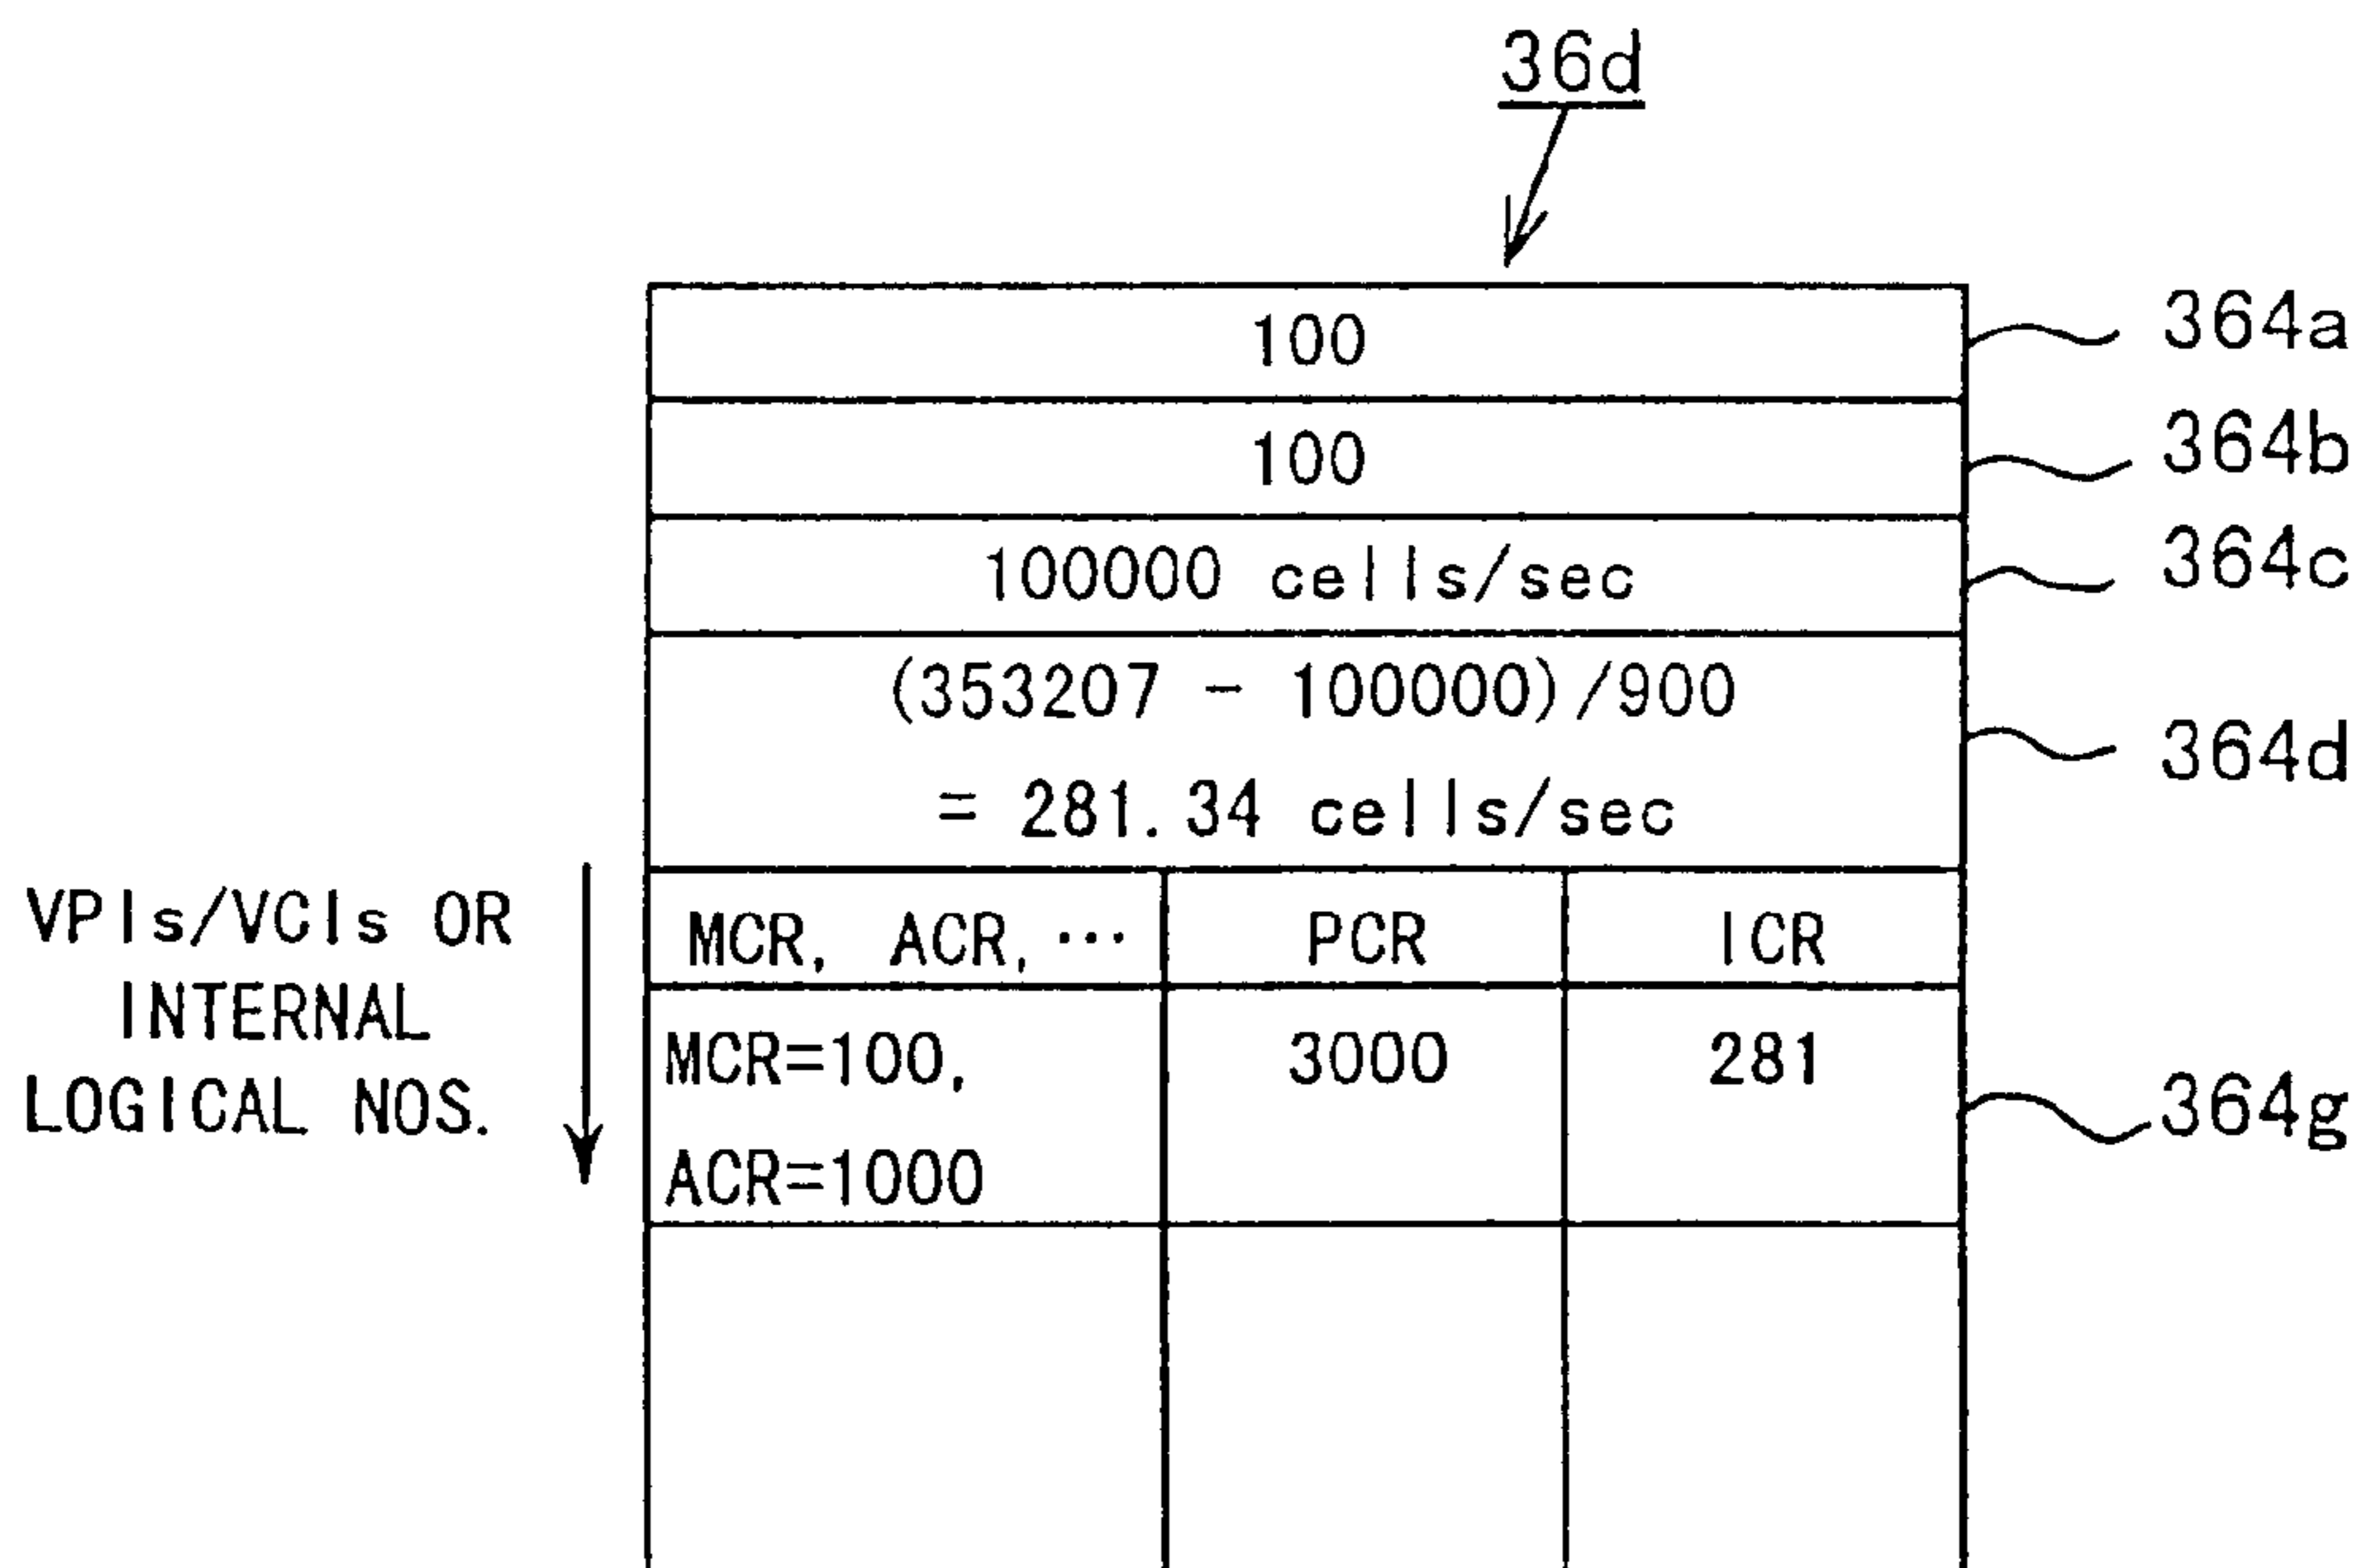 36d
100
364a
100
364b
100000 cells/sec
364c
(353207 - 100000)/900
= 281.34 cells/sec
364d
VPIs/VCIs OR
INTERNAL
LOGICAL NOS.
MCR, ACR, ··· PCR ICR
MCR=100, 3000 281
ACR=1000
364g